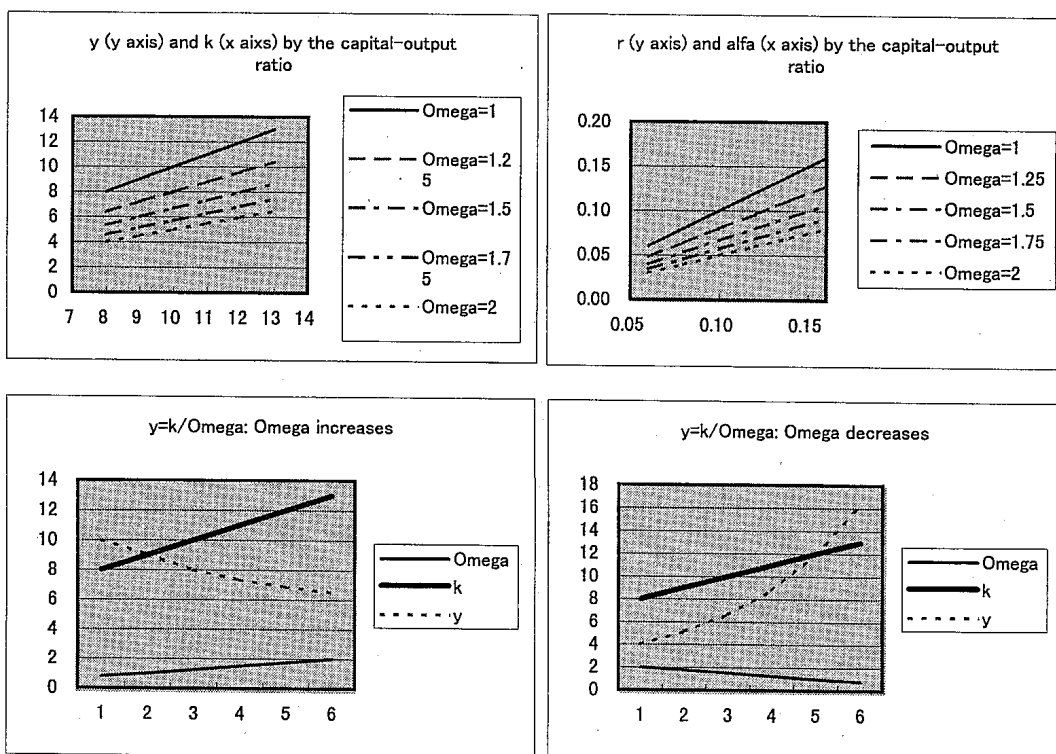 y (y axis) and k (x aixs) by the capital-output
ratio
14
12
10
8
6
4
2
0
7 8 9 10 11 12 13 14
Omega=1
Omega=1.2
5
Omega=1.5
Omega=1.7
5
Omega=2
r (y axis) and alfa (x axis) by the capital-output
ratio
0.20
0.15
0.10
0.05
0.00
0.05 0.10 0.15
Omega=1
Omega=1.25
Omega=1.5
Omega=1.75
Omega=2
y=k/Omega: Omega increases
14
12
10
8
6
4
2
0
1 2 3 4 5 6
Omega
k
y
y=k/Omega: Omega decreases
18
16
14
12
10
8
6
4
2
0
1 2 3 4 5 6
Omega
k
y